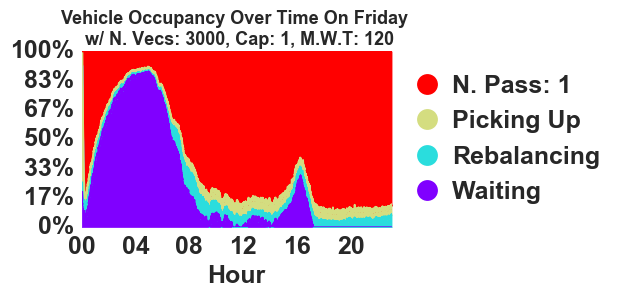 Vehicle Occupancy Over Time On Friday
w/ N. Vecs: 3000, Cap: 1, M.W.T: 120
100%
83%
67%
50%
33%
17%
0%
00 04 08 12 16 20
Hour
N. Pass: 1
Picking Up
Rebalancing
Waiting